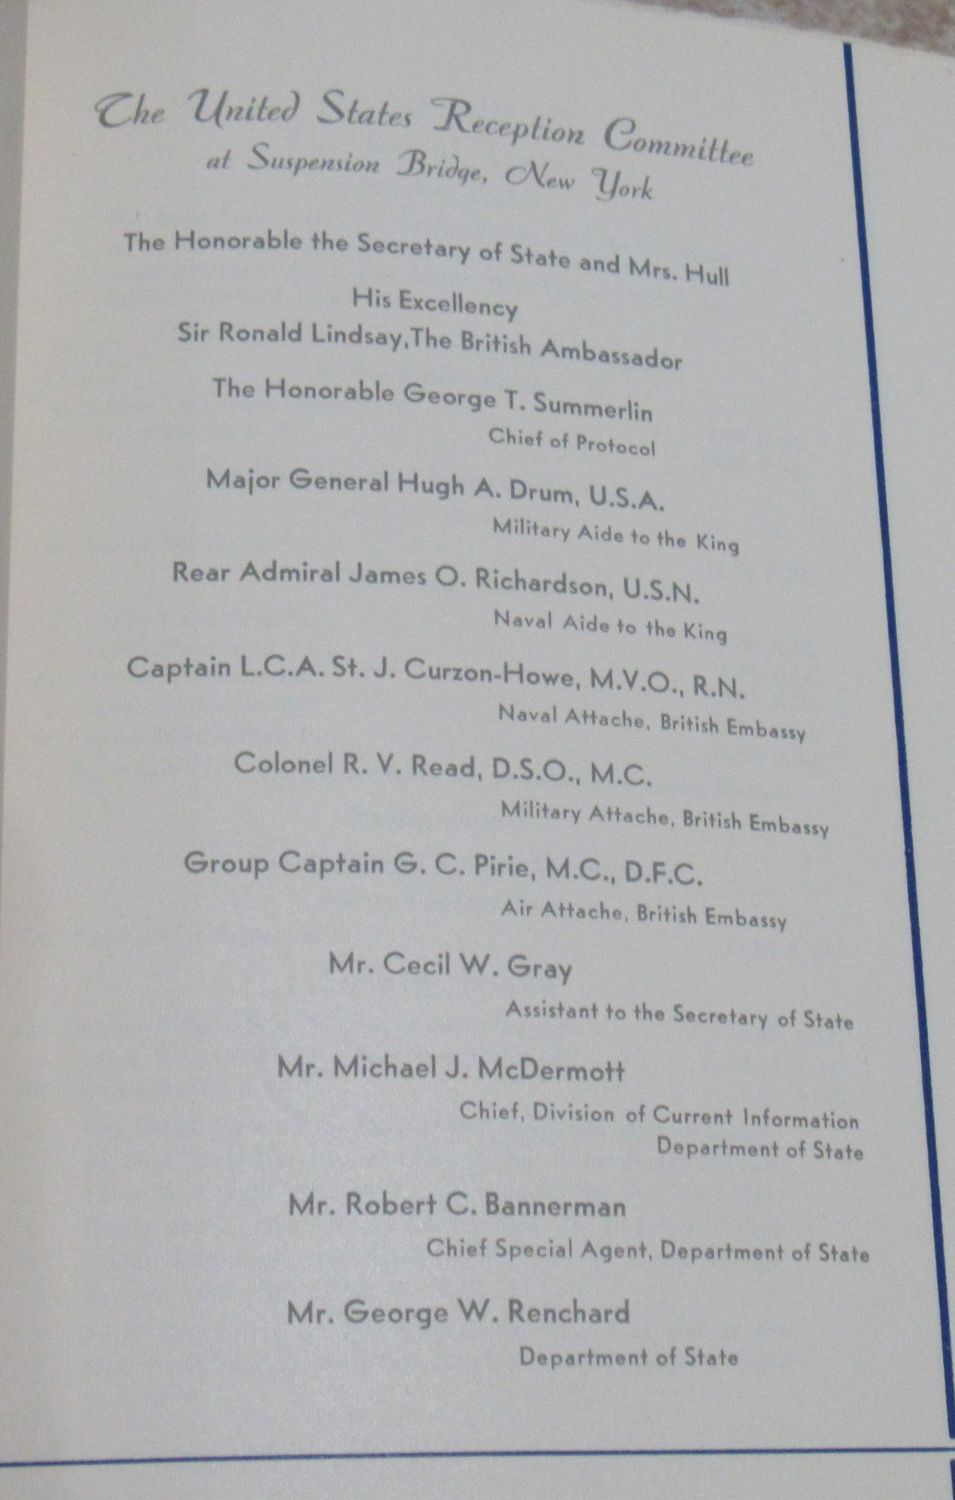 The United States Reception Committee
at Suspension Bridge, New York
The Honorable the Secretary of State and Mrs. Hull
His Excellency
Sir Ronald Lindsay,The British Ambassador
The Honorable George T. Summerlin
Chief of Protocol
Major General Hugh A. Drum, U.S.A.
Military Aide to the King
Rear Admiral James O. Richardson, U.S.N.
Naval Aide to the King
Captain L.C.A. St. J. Curzon-Howe, M.V.O., R.N.
Naval Attache, British Embassy
Colonel R. V. Read, D.S.O., M.C.
Military Attache, British Embassy
Group Captain G. C. Pirie, M.C., D.F.C.
Air Attache, British Embassy
Mr. Cecil W. Gray
Assistant to the Secretary of State
Mr. Michael J. McDermott
Chief, Division of Current Information
Department of State
Mr. Robert C. Bannerman
Chief Special Agent, Department of State
Mr. George W. Renchard
Department of State